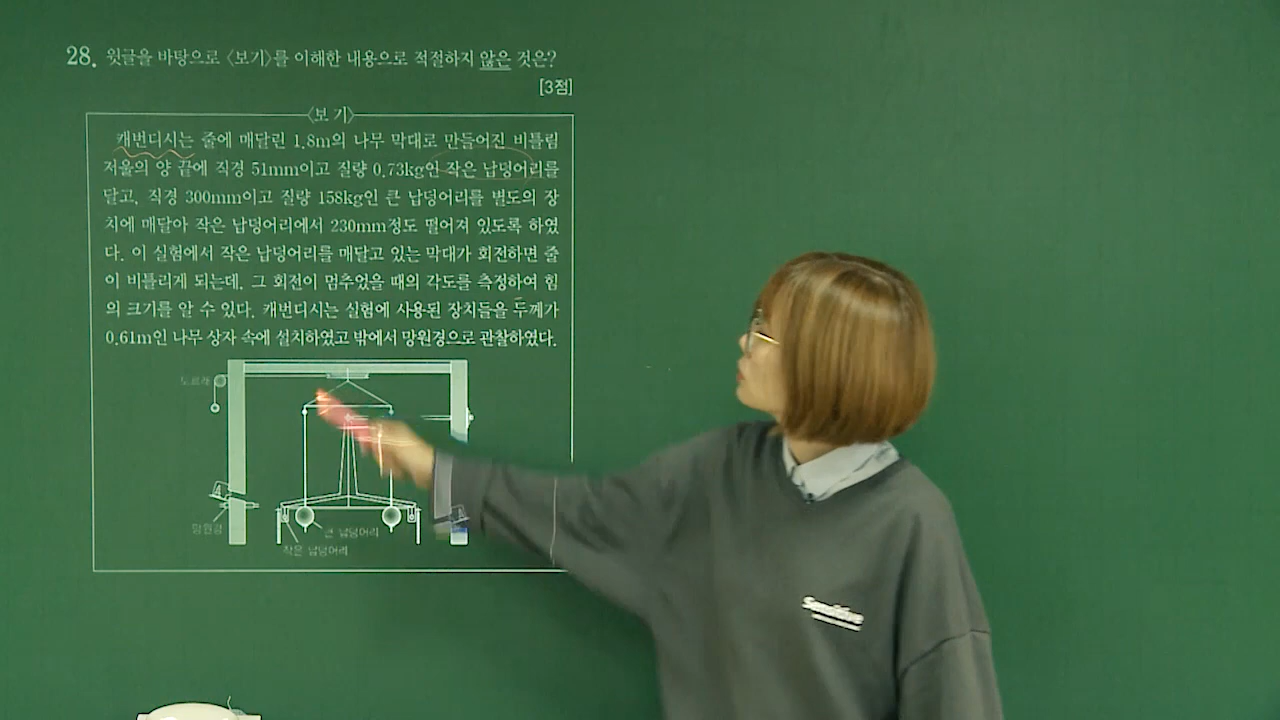 28. 윗글을 바탕으로 〈보기〉를 이해한 내용으로 적절하지 않은 것은?
[3점]
〈보 기〉
캐번디시는 줄에 매달린 1.8m의 나무 막대로 만들어진 비틀림
저울의 양 끝에 직경 51mm이고 질량 0.73kg인 작은 납덩어리를
달고, 직경 300mm이고 질량 158kg인 큰 납덩어리를 별도의 장
치에 매달아 작은 납덩어리에서 230mm정도 떨어져 있도록 하였
다. 이 실험에서 작은 납덩어리를 매달고 있는 막대가 회전하면 줄
이 비틀리게 되는데, 그 회전이 멈추었을 때의 각도를 측정하여 힘
의 크기를 알 수 있다. 캐번디시는 실험에 사용된 장치들을 두께가
0.61m인 나무 상자 속에 설치하였고 밖에서 망원경으로 관찰하였다.
도르래
망원경
큰 납덩어리
작은 납덩어리